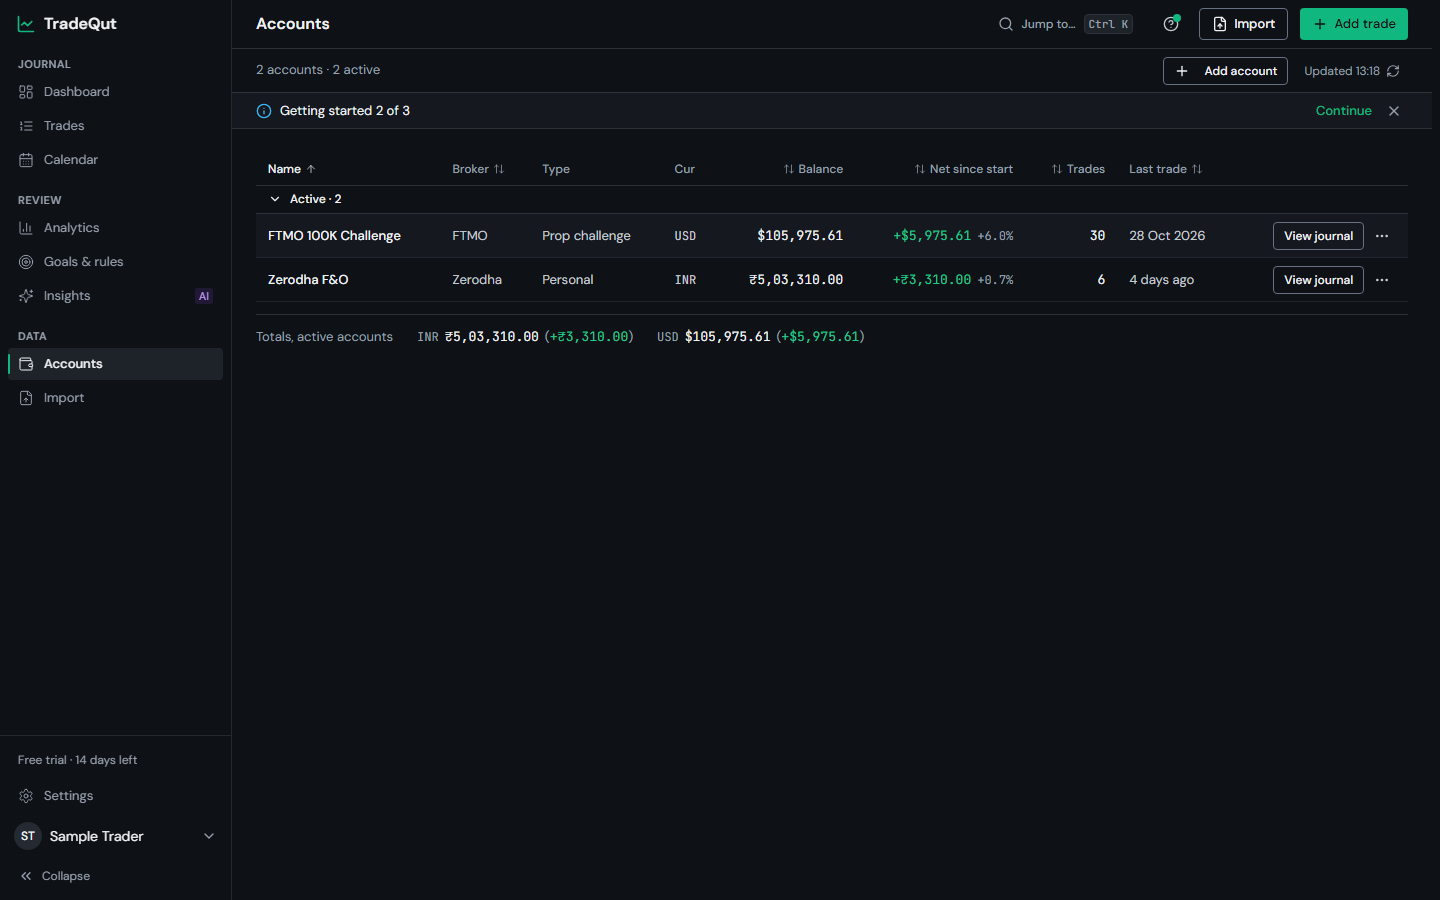 TradeQut
JOURNAL
Dashboard
Trades
Calendar
REVIEW
Analytics
Goals & rules
Insights AI
DATA
Accounts
Import
Free trial · 14 days left
Settings
ST Sample Trader
Collapse
Accounts Jump to... Ctrl K Import Add trade
2 accounts · 2 active Add account Updated 13:18
Getting started 2 of 3 Continue
Name Broker Type Cur Balance Net since start Trades Last trade
Active · 2
FTMO 100K Challenge FTMO Prop challenge USD $105,975.61 +$5,975.61 +6.0% 30 28 Oct 2026 View journal
Zerodha F&O Zerodha Personal INR ₹5,03,310.00 +₹3,310.00 +0.7% 6 4 days ago View journal
Totals, active accounts INR ₹5,03,310.00 (+₹3,310.00) USD $105,975.61 (+$5,975.61)